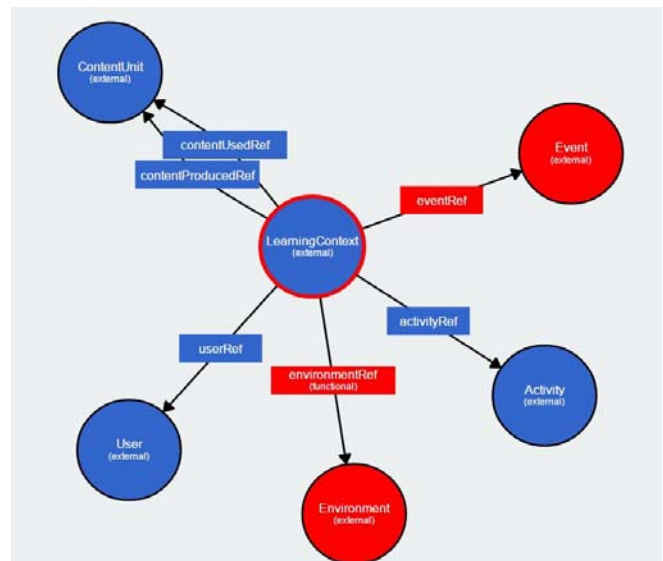 ContentUnit
(external)
contentUsedRef
contentProducedRef
Event
(external)
eventRef
LearningContext
(external)
activityRef
userRef
environmentRef
(functional)
Activity
(external)
User
(external)
Environment
(external)